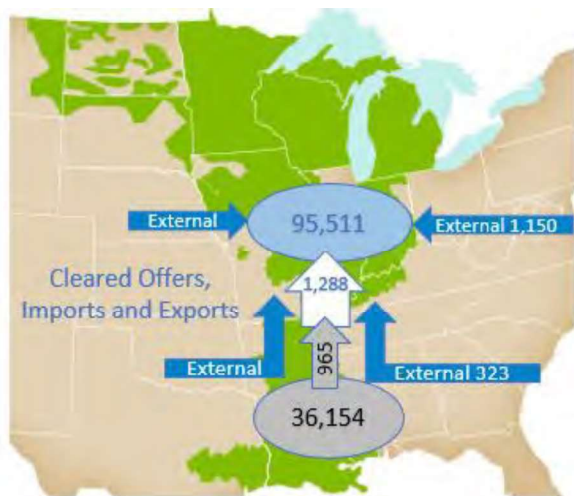 External
95,511
External 1,150
Cleared Offers,
Imports and Exports
1,288
External
965
External 323
36,154